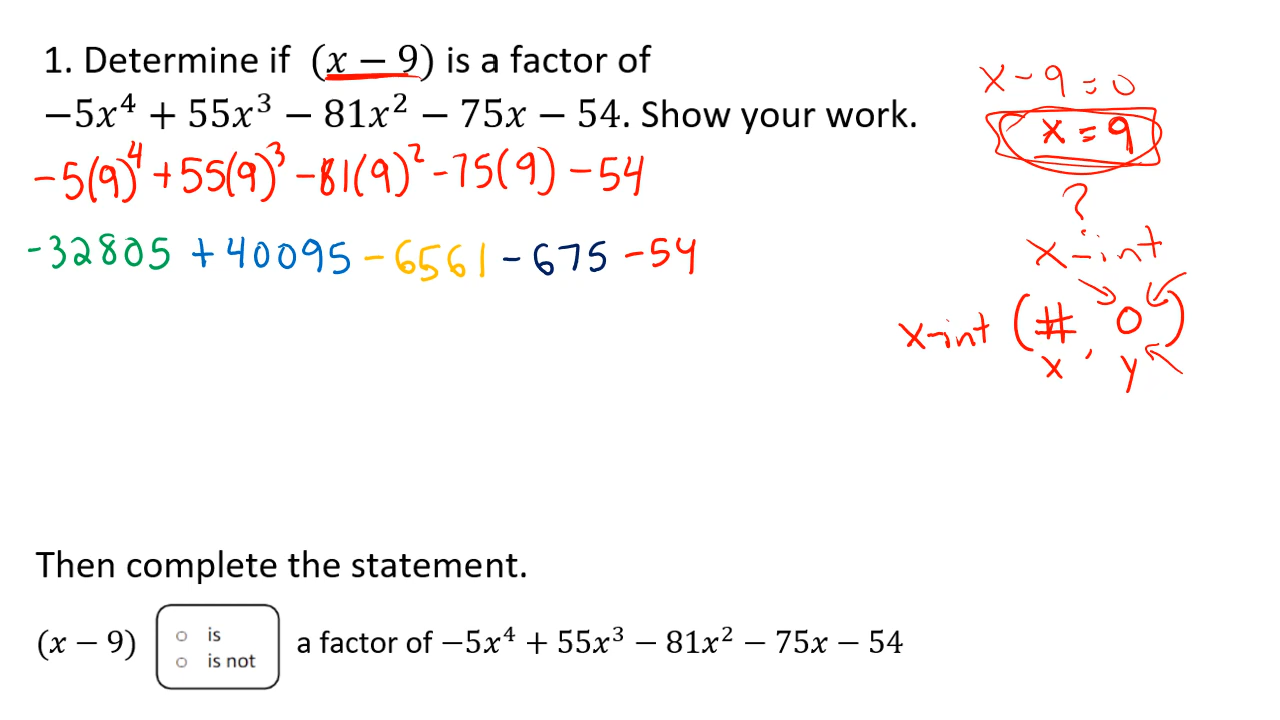 1. Determine if (x − 9) is a factor of
−5x⁴ + 55x³ − 81x² − 75x − 54. Show your work.
-5(9)⁴ + 55(9)³ -81(9)² -75(9) -54
-32805 + 40095 - 6561 - 675 - 54
x - 9 = 0
x = 9
?
x-int
x-int (# 0)
x , y
Then complete the statement.
(x − 9) ○ is a factor of −5x⁴ + 55x³ − 81x² − 75x − 54
○ is not